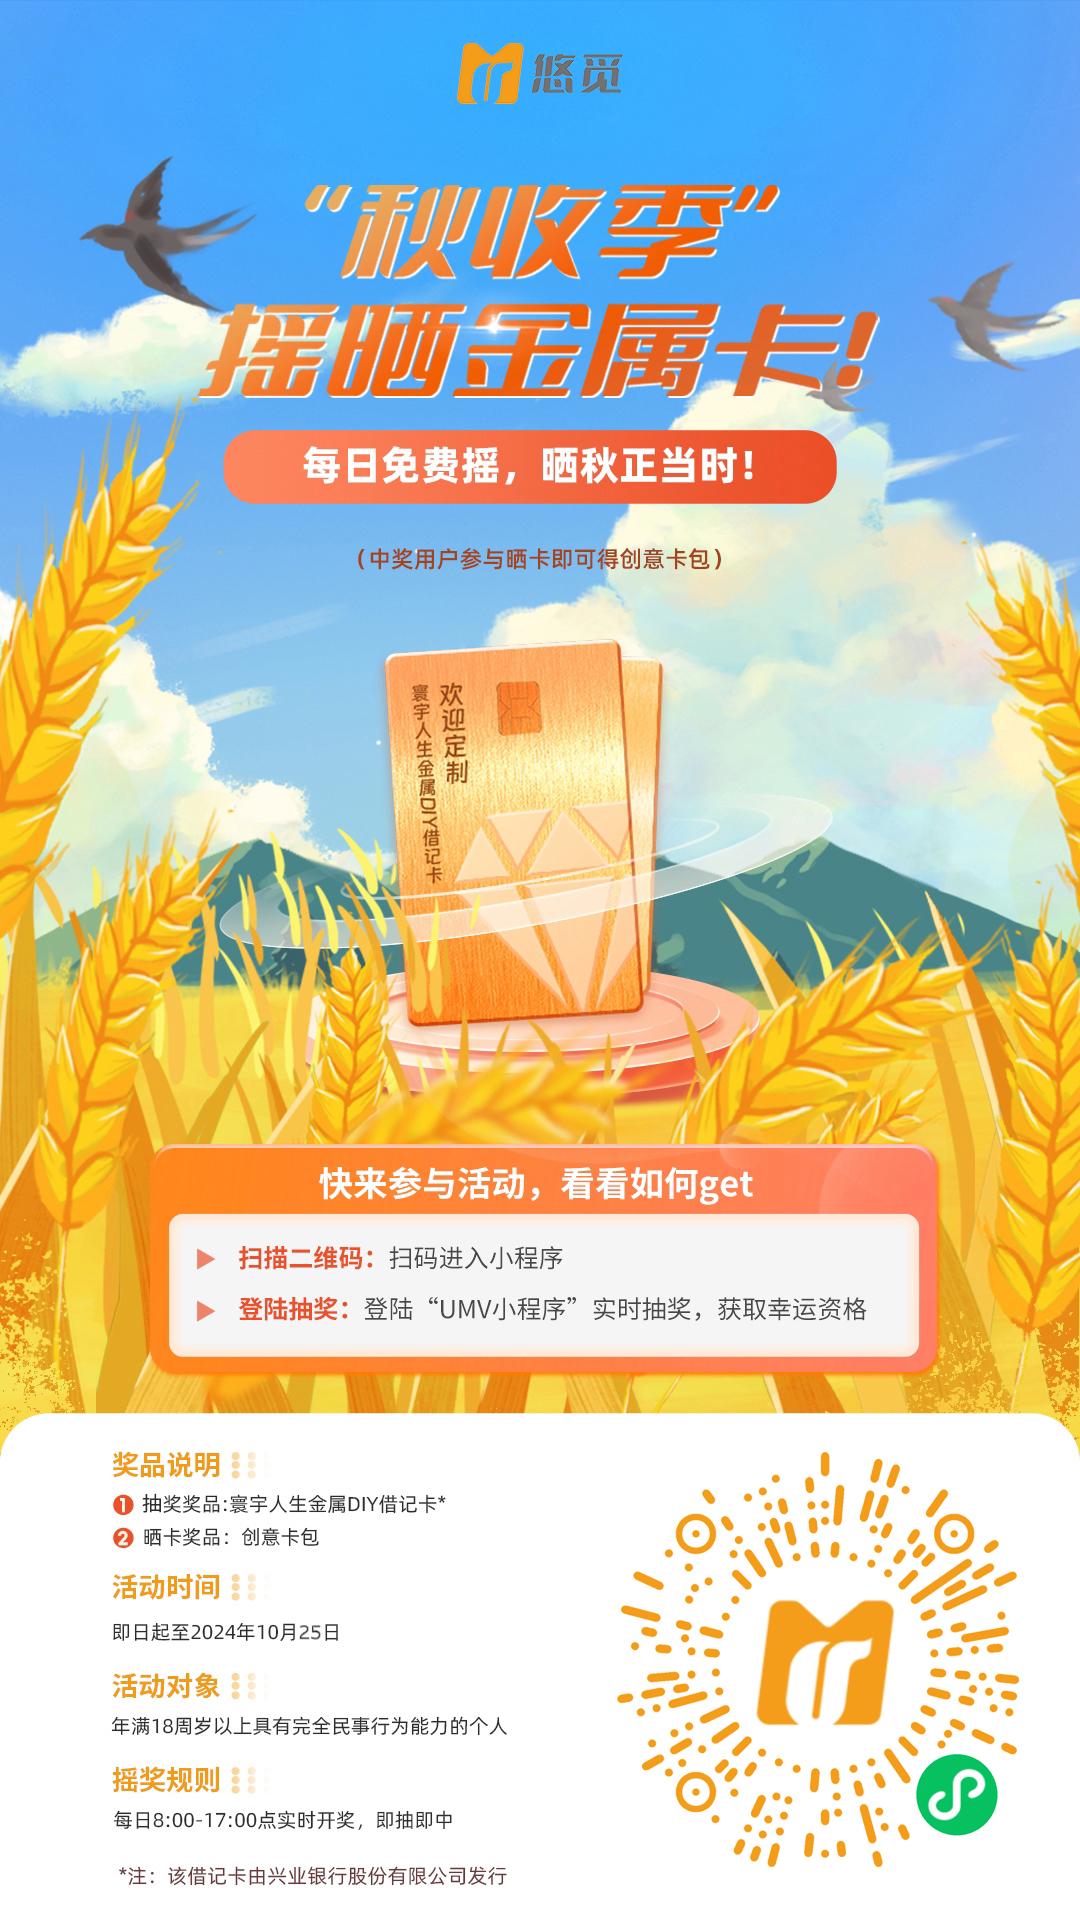 悠觅
“秋收季”
摇晒金属卡!
每日免费摇，晒秋正当时!
（中奖用户参与晒卡即可得创意卡包）
欢迎定制
寰宇人生金属DIY借记卡
快来参与活动，看看如何get
扫描二维码：扫码进入小程序
登陆抽奖：登陆“UMV小程序”实时抽奖，获取幸运资格
奖品说明
1 抽奖奖品:寰宇人生金属DIY借记卡*
2 晒卡奖品：创意卡包
活动时间
即日起至2024年10月25日
活动对象
年满18周岁以上具有完全民事行为能力的个人
摇奖规则
每日8:00-17:00点实时开奖，即抽即中
*注：该借记卡由兴业银行股份有限公司发行